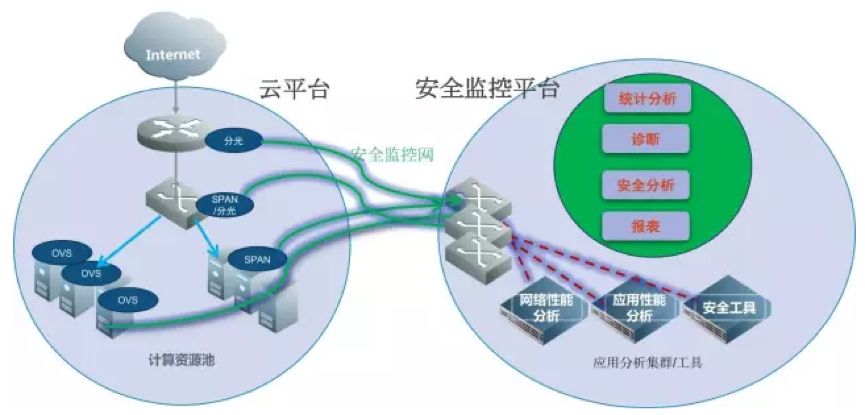 Internet
云平台
安全监控平台
分光
安全监控网
SPAN
/分光
OVS
OVS
OVS
SPAN
计算资源池
统计分析
诊断
安全分析
报表
网络性能
分析
应用性能
分析
安全工具
应用分析集群/工具